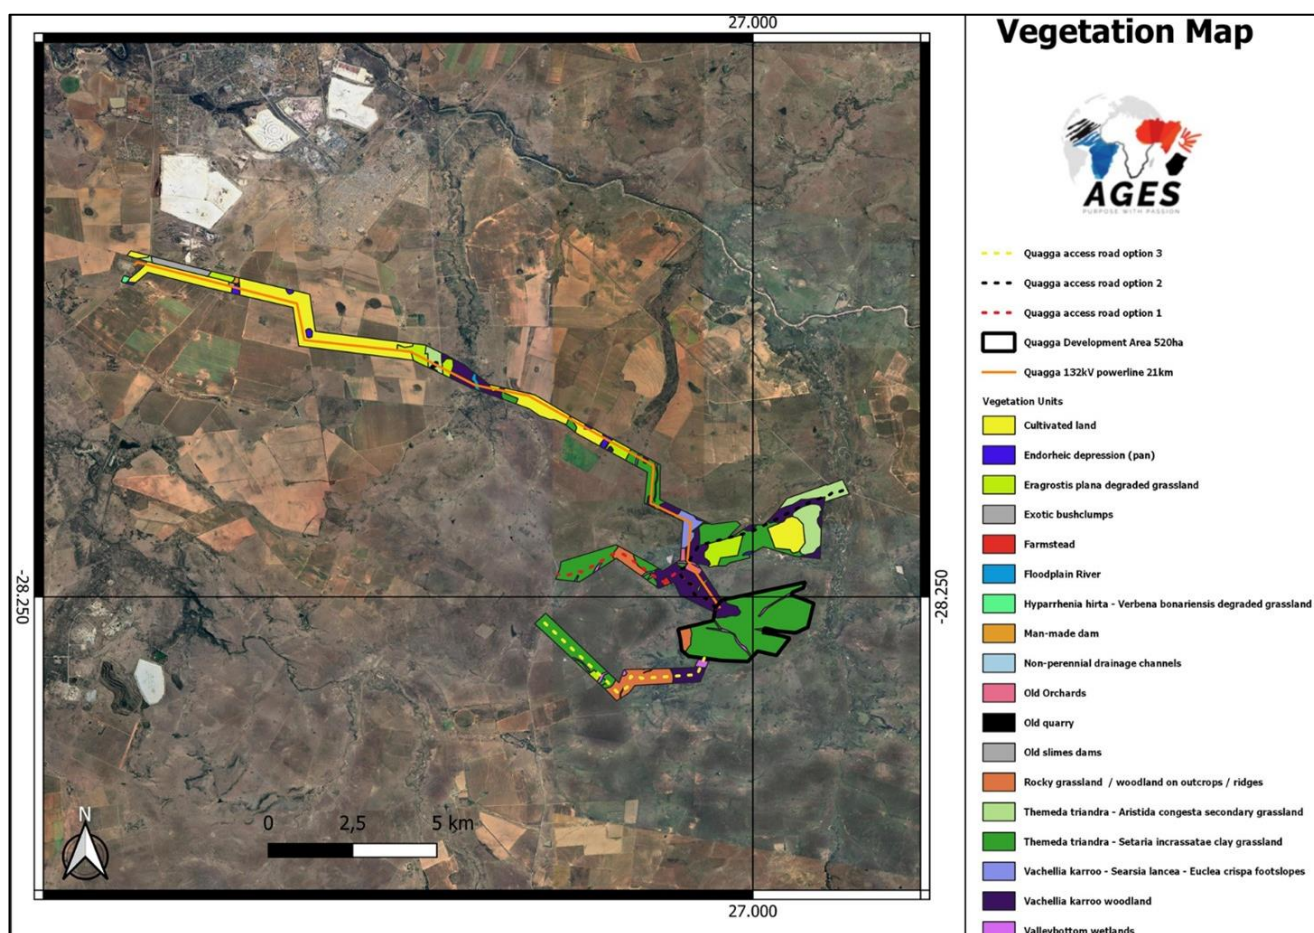 27.000
Vegetation Map
AGES
PURPOSE WITH PASSION
Quagga access road option 3
Quagga access road option 2
Quagga access road option 1
Quagga Development Area 520ha
Quagga 132kV powerline 21km
Vegetation Units
Cultivated land
Endorheic depression (pan)
Eragrostis plana degraded grassland
Exotic bushclumps
Farmstead
Floodplain River
Hyparrhenia hirta - Verbena bonariensis degraded grassland
Man-made dam
Non-perennial drainage channels
Old Orchards
Old quarry
Old slimes dams
Rocky grassland / woodland on outcrops / ridges
Themeda triandra - Aristida congesta secondary grassland
Themeda triandra - Setaria incrassatae clay grassland
Vachellia karroo - Searsia lancea - Euclea crispa footslopes
Vachellia karroo woodland
Valleybottom wetlands
-28.250
-28.250
N
0 2,5 5 km
27.000